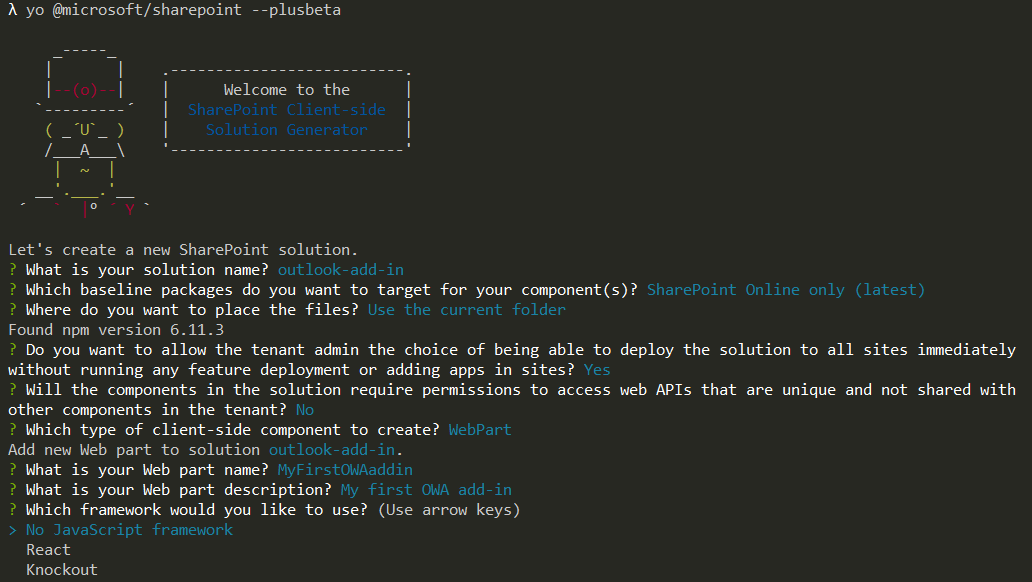 λ yo @microsoft/sharepoint --plusbeta
     _-----_
    |       |    .--------------------------.
    |--(o)--|    |      Welcome to the      |
   `---------´   |  SharePoint Client-side  |
    ( _´U`_ )    |    Solution Generator    |
    /___A___\    '--------------------------'
     |  ~  |
   __'.___.'__
 ´   `  |° ´ Y `
Let's create a new SharePoint solution.
? What is your solution name? outlook-add-in
? Which baseline packages do you want to target for your component(s)? SharePoint Online only (latest)
? Where do you want to place the files? Use the current folder
Found npm version 6.11.3
? Do you want to allow the tenant admin the choice of being able to deploy the solution to all sites immediately
without running any feature deployment or adding apps in sites? Yes
? Will the components in the solution require permissions to access web APIs that are unique and not shared with
other components in the tenant? No
? Which type of client-side component to create? WebPart
Add new Web part to solution outlook-add-in.
? What is your Web part name? MyFirstOWAaddin
? What is your Web part description? My first OWA add-in
? Which framework would you like to use? (Use arrow keys)
> No JavaScript framework
  React
  Knockout